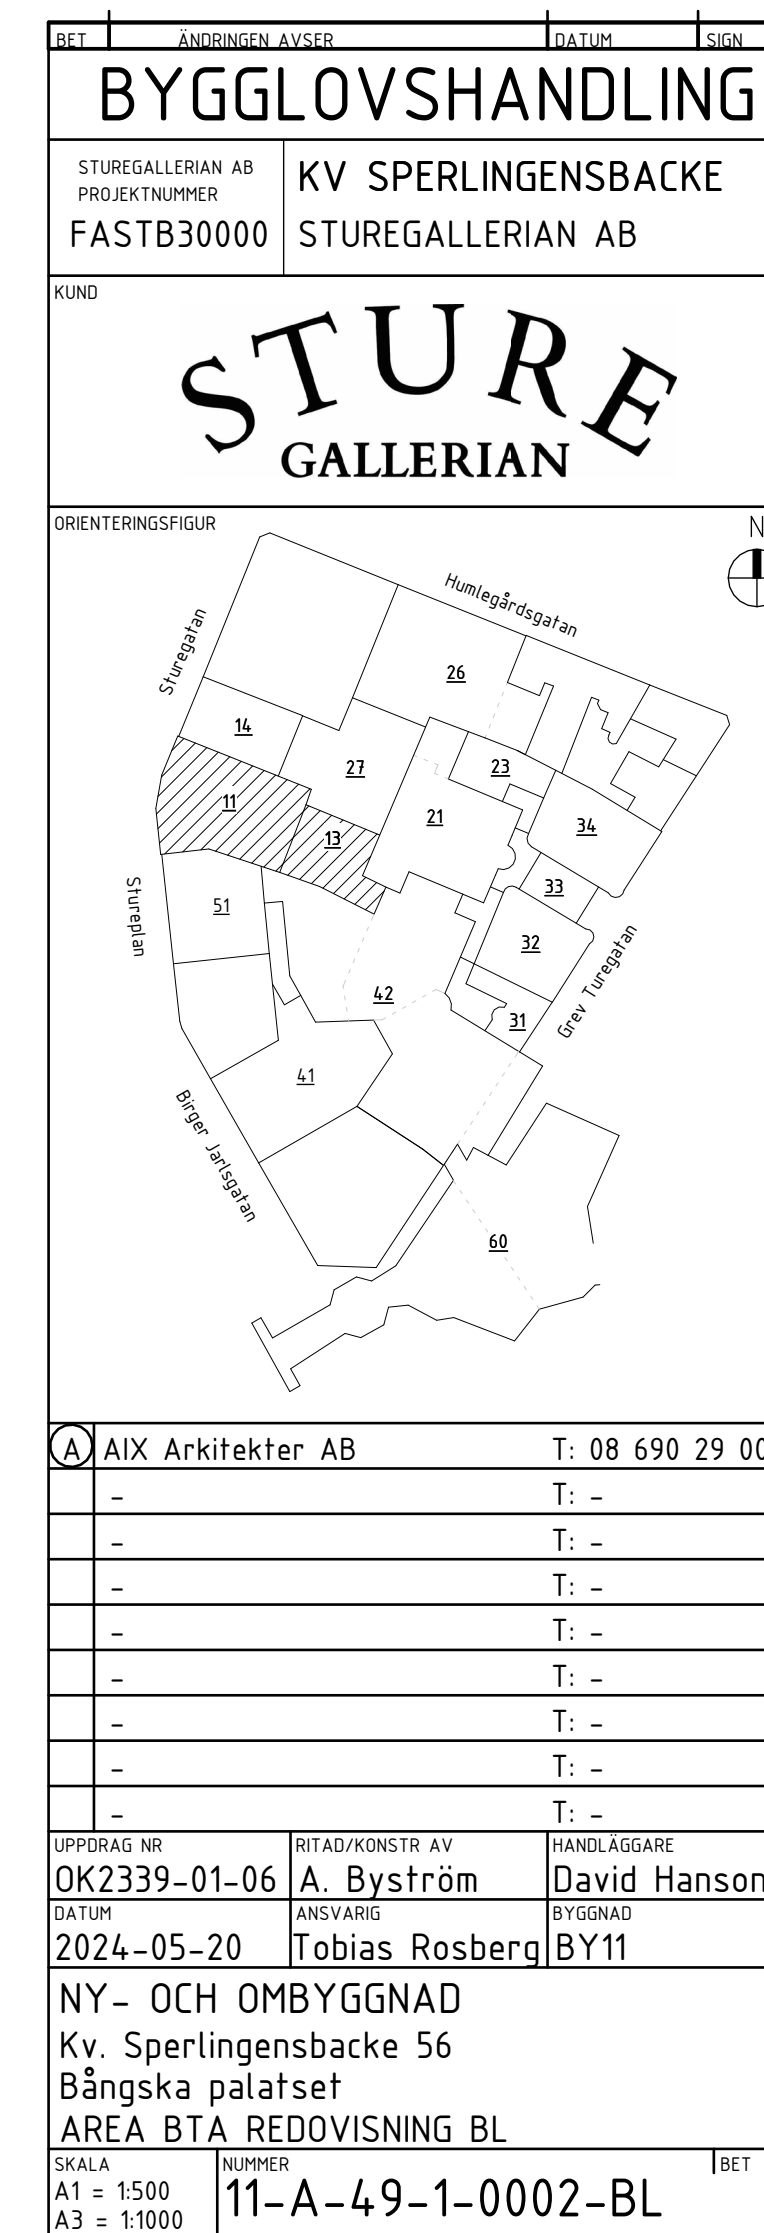 BET ÄNDRINGEN AVSER DATUM SIGN
BYGGLOVSHANDLING
STUREGALLERIAN AB
PROJEKTNUMMER
FASTB30000
KV SPERLINGENSBACKE
STUREGALLERIAN AB
KUND
STURE
GALLERIAN
ORIENTERINGSFIGUR
N
Humlegårdsgatan
Sturegatan
26
14
27
23
11
21
13
34
33
51
32
Stureplan
Grev Turegatan
42
31
41
Birger Jarlsgatan
60
A AIX Arkitekter AB T: 08 690 29 00
- T: -
- T: -
- T: -
- T: -
- T: -
- T: -
- T: -
- T: -
UPPDRAG NR RITAD/KONSTR AV HANDLÄGGARE
OK2339-01-06 A. Byström David Hanson
DATUM ANSVARIG BYGGNAD
2024-05-20 Tobias Rosberg BY11
NY- OCH OMBYGGNAD
Kv. Sperlingensbacke 56
Bångska palatset
AREA BTA REDOVISNING BL
SKALA NUMMER BET
A1 = 1:500
A3 = 1:1000
11-A-49-1-0002-BL